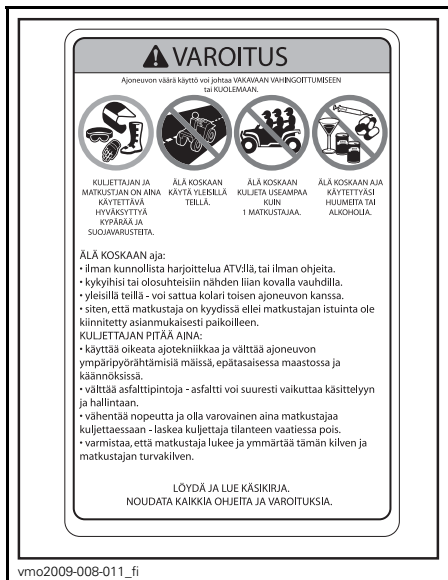 VAROITUS
Ajoneuvon väärä käyttö voi johtaa VAKAVAAN VAHINGOITTUMISEEN
tai KUOLEMAAN.
KULJETTAJAN JA
MATKUSTJAN ON AINA
KÄYTETTÄVÄ
HYVÄKSYTTYÄ
KYPÄRÄÄ JA
SUOJAVARUSTEITA.
ÄLÄ KOSKAAN
KÄYTÄ YLEISILLÄ
TEILLÄ.
ÄLÄ KOSKAAN
KULJETA USEAMPAA
KUIN
1 MATKUSTAJAA.
ÄLÄ KOSKAAN AJA
KÄYTETTYÄSI
HUUMEITA TAI
ALKOHOLIA.
ÄLÄ KOSKAAN aja:
• ilman kunnollista harjoittelua ATV:llä, tai ilman ohjeita.
• kykyihisi tai olosuhteisiin nähden liian kovalla vauhdilla.
• yleisillä teillä - voi sattua kolari toisen ajoneuvon kanssa.
• siten, että matkustaja on kyydissä ellei matkustajan istuinta ole
kiinnitetty asianmukaisesti paikoilleen.
KULJETTAJAN PITÄÄ AINA:
• käyttää oikeata ajotekniikkaa ja välttää ajoneuvon
ympäripyörähtämisiä mäissä, epätasaisessa maastossa ja
käännöksissä.
• välttää asfalttipintoja - asfaltti voi suuresti vaikuttaa käsittelyyn
ja hallintaan.
• vähentää nopeutta ja olla varovainen aina matkustajaa
kuljettaessaan - laskea kuljettaja tilanteen vaatiessa pois.
• varmistaa, että matkustaja lukee ja ymmärtää tämän kilven ja
matkustajan turvakilven.
LÖYDÄ JA LUE KÄSIKIRJA.
NOUDATA KAIKKIA OHJEITA JA VAROITUKSIA.
vmo2009-008-011_fi